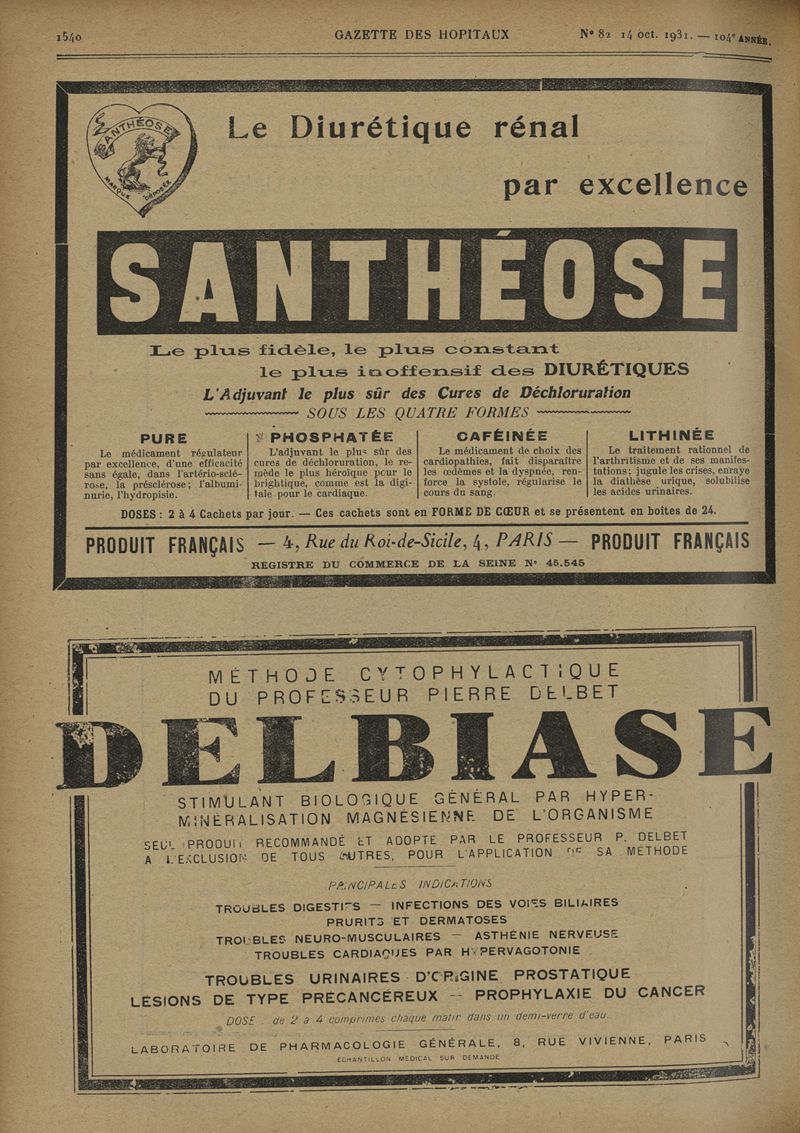 1540 GAZETTE DES HOPITAUX Nº 82 14 oct. 1931. — 104e ANNÉE.
SANTHÉOSE
MARQUE DÉPOSÉE
Le Diurétique rénal
par excellence
SANTHÉOSE
Le plus fidèle, le plus constant
le plus inoffensif des DIURÉTIQUES
L'Adjuvant le plus sûr des Cures de Déchloruration
SOUS LES QUATRE FORMES
PURE
Le médicament régulateur
par excellence, d'une efficacité
sans égale, dans l'artério-sclé-
rose, la présclérose; l'albumi-
nurie, l'hydropisie.
PHOSPHATÉE
L'adjuvant le plus sûr des
cures de déchloruration, le re-
mède le plus héroïque pour le
brightique, comme est la digi-
tale pour le cardiaque.
CAFÉINÉE
Le médicament de choix des
cardiopathies, fait disparaître
les œdèmes et la dyspnée, ren-
force la systole, régularise le
cours du sang.
LITHINÉE
Le traitement rationnel de
l'arthritisme et de ses manifes-
tations; jugule les crises, enraye
la diathèse urique, solubilise
les acides urinaires.
DOSES : 2 à 4 Cachets par jour. — Ces cachets sont en FORME DE CŒUR et se présentent en boites de 24.
PRODUIT FRANÇAIS — 4, Rue du Roi-de-Sicile, 4, PARIS — PRODUIT FRANÇAIS
REGISTRE DU COMMERCE DE LA SEINE Nº 45.545
MÉTHODE CYTOPHYLACTIQUE
DU PROFESSEUR PIERRE DELBET
DELBIASE
STIMULANT BIOLOGIQUE GÉNÉRAL PAR HYPER-
MINÉRALISATION MAGNÉSIENNE DE L'ORGANISME
SEUL PRODUIT RECOMMANDÉ ET ADOPTE PAR LE PROFESSEUR P. DELBET
A L'EXCLUSION DE TOUS AUTRES, POUR L'APPLICATION DE SA MÉTHODE
PRINCIPALES INDICATIONS
TROUBLES DIGESTIFS — INFECTIONS DES VOIES BILIAIRES
PRURITS ET DERMATOSES
TROUBLES NEURO-MUSCULAIRES — ASTHÉNIE NERVEUSE
TROUBLES CARDIAQUES PAR HYPERVAGOTONIE
TROUBLES URINAIRES D'ORIGINE PROSTATIQUE
LESIONS DE TYPE PRÉCANCÉREUX — PROPHYLAXIE DU CANCER
DOSE : de 2 a 4 comprimes chaque matin dans un demi-verre d'eau.
LABORATOIRE DE PHARMACOLOGIE GÉNÉRALE, 8, RUE VIVIENNE, PARIS
ÉCHANTILLON MÉDICAL SUR DEMANDE